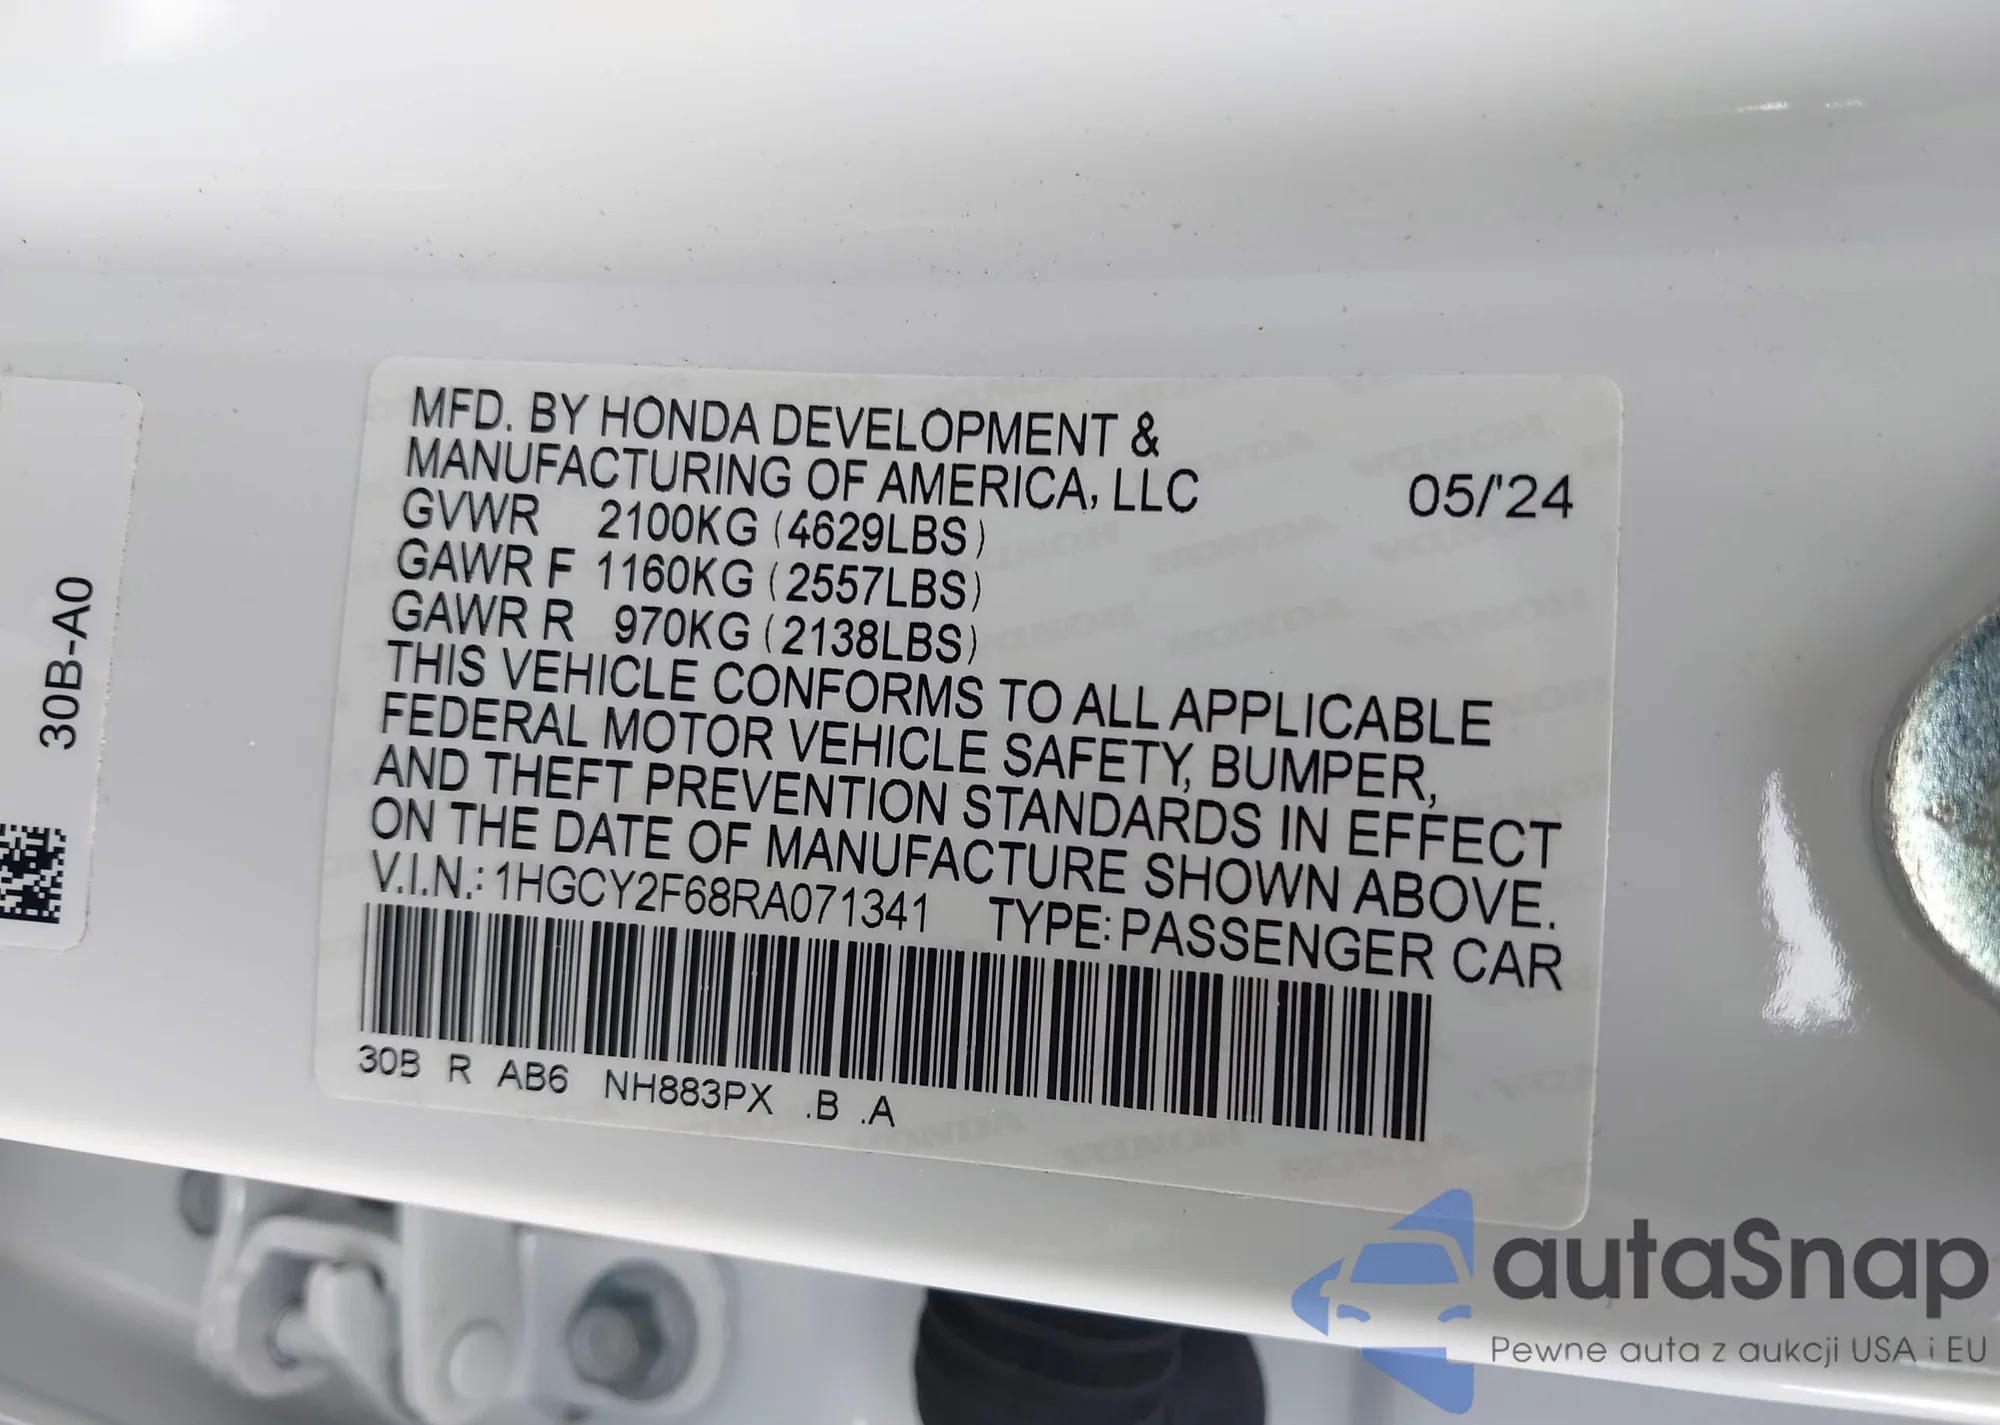 MFD. BY HONDA DEVELOPMENT &
MANUFACTURING OF AMERICA, LLC 05/'24
GVWR 2100KG (4629LBS)
GAWR F 1160KG (2557LBS)
GAWR R 970KG (2138LBS)
THIS VEHICLE CONFORMS TO ALL APPLICABLE
FEDERAL MOTOR VEHICLE SAFETY, BUMPER,
AND THEFT PREVENTION STANDARDS IN EFFECT
ON THE DATE OF MANUFACTURE SHOWN ABOVE.
V.I.N.: 1HGCY2F68RA071341 TYPE: PASSENGER CAR
30B R AB6 NH883PX .B .A
30B-A0
autaSnap
Pewne auta z aukcji USA i EU